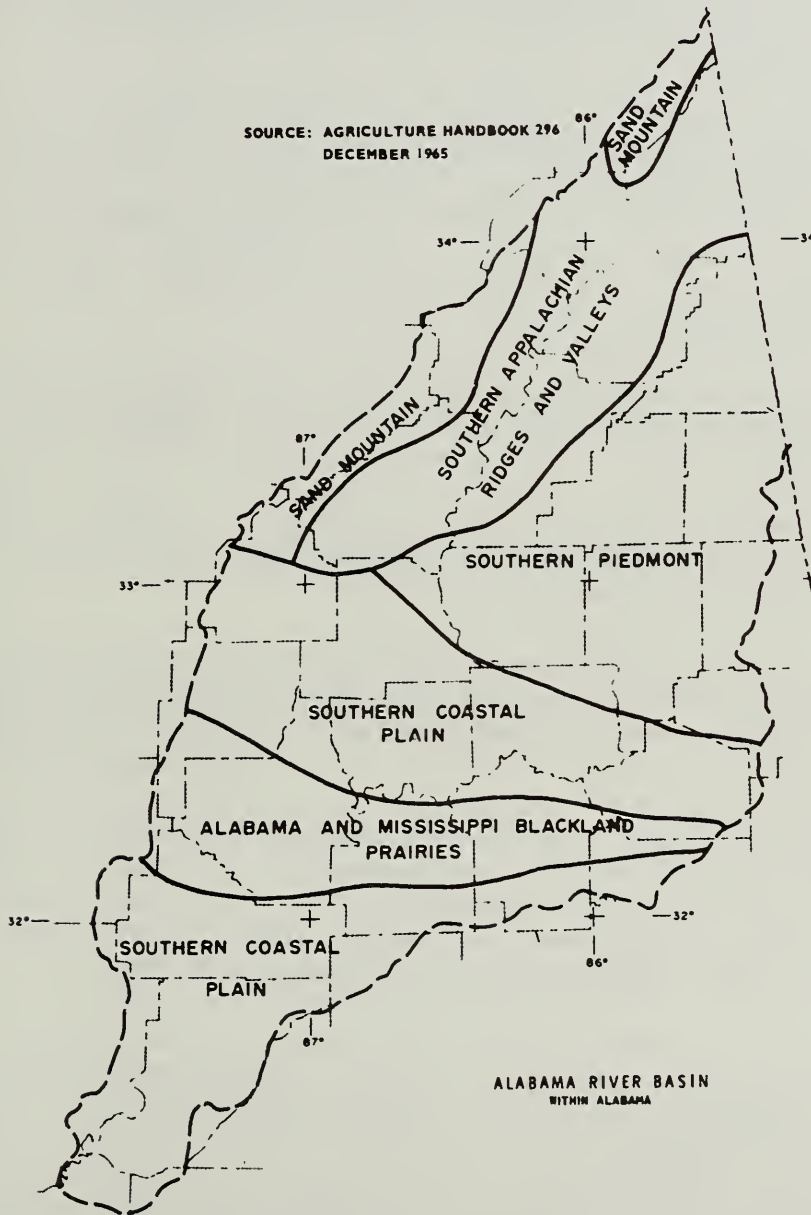 SOURCE: AGRICULTURE HANDBOOK 296
DECEMBER 1965
86°
SAND
MOUNTAIN
34°
34
SOUTHERN APPALACHIAN
RIDGES AND VALLEYS
87°
SAND MOUNTAIN
33°
SOUTHERN PIEDMONT
SOUTHERN COASTAL
PLAIN
ALABAMA AND MISSISSIPPI BLACKLAND
PRAIRIES
32°
32°
SOUTHERN COASTAL
PLAIN
86°
87°
ALABAMA RIVER BASIN
WITHIN ALABAMA